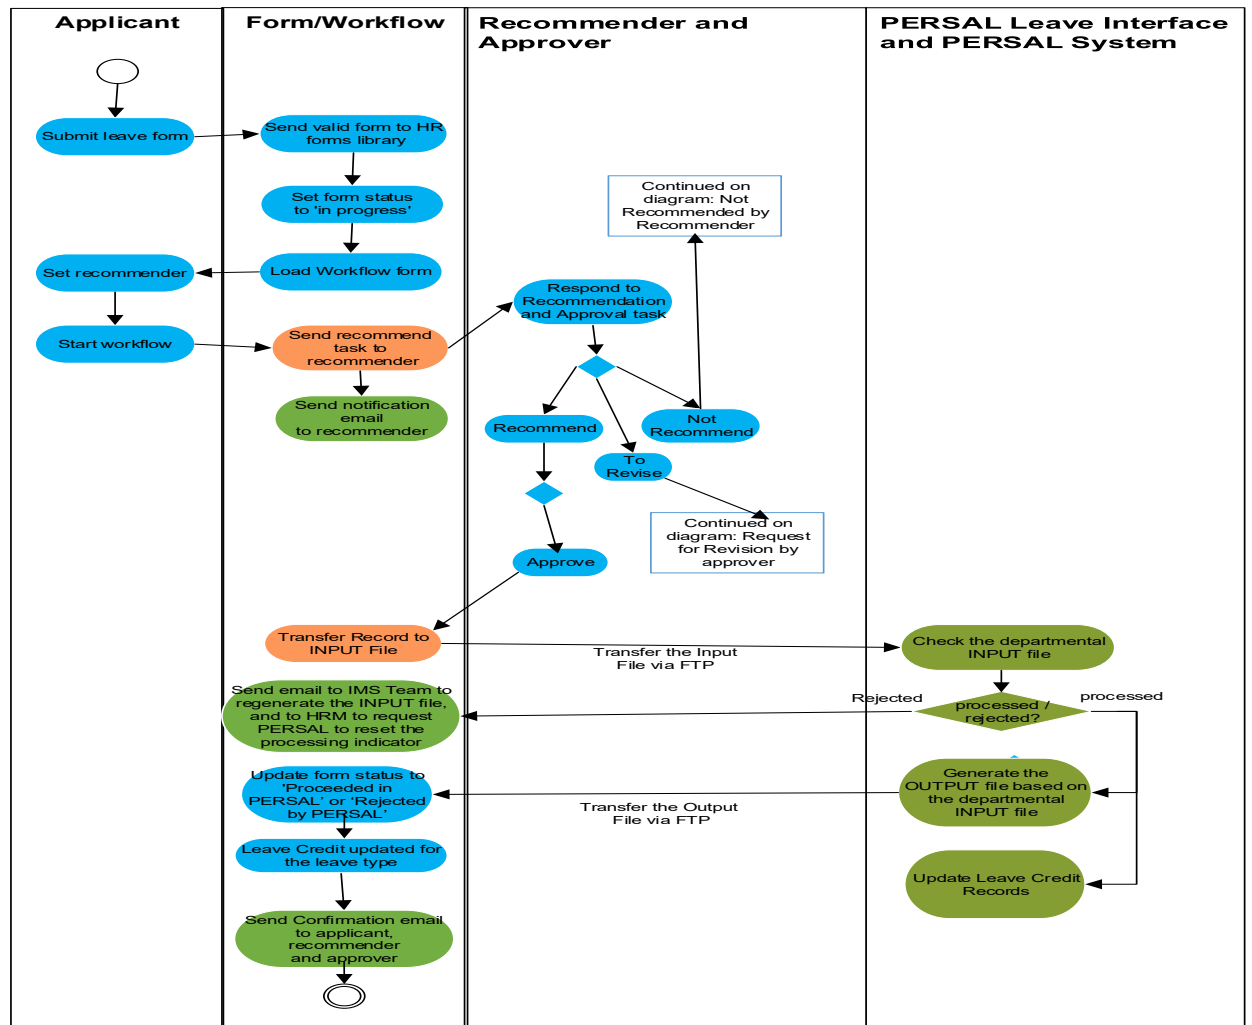 Applicant
Form/Workflow
Recommender and
Approver
PERSAL Leave Interface
and PERSAL System
Submit leave form
Send valid form to HR
forms library
Set form status
to 'in progress'
Load Workflow form
Set recommender
Start workflow
Send recommend
task to
recommender
Send notification
email
to recommender
Respond to
Recommendation
and Approval task
Continued on
diagram: Not
Recommended by
Recommender
Recommend
Not
Recommend
To
Revise
Continued on
diagram: Request
for Revision by
approver
Approve
Transfer Record to
INPUT File
Transfer the Input
File via FTP
Check the departmental
INPUT file
processed /
rejected?
Rejected
processed
Send email to IMS Team to
regenerate the INPUT file,
and to HRM to request
PERSAL to reset the
processing indicator
Generate the
OUTPUT file based on
the departmental
INPUT file
Transfer the Output
File via FTP
Update form status to
'Proceeded in
PERSAL’ or ‘Rejected
by PERSAL’
Leave Credit updated for
the leave type
Update Leave Credit
Records
Send Confirmation email
to applicant,
recommender
and approver